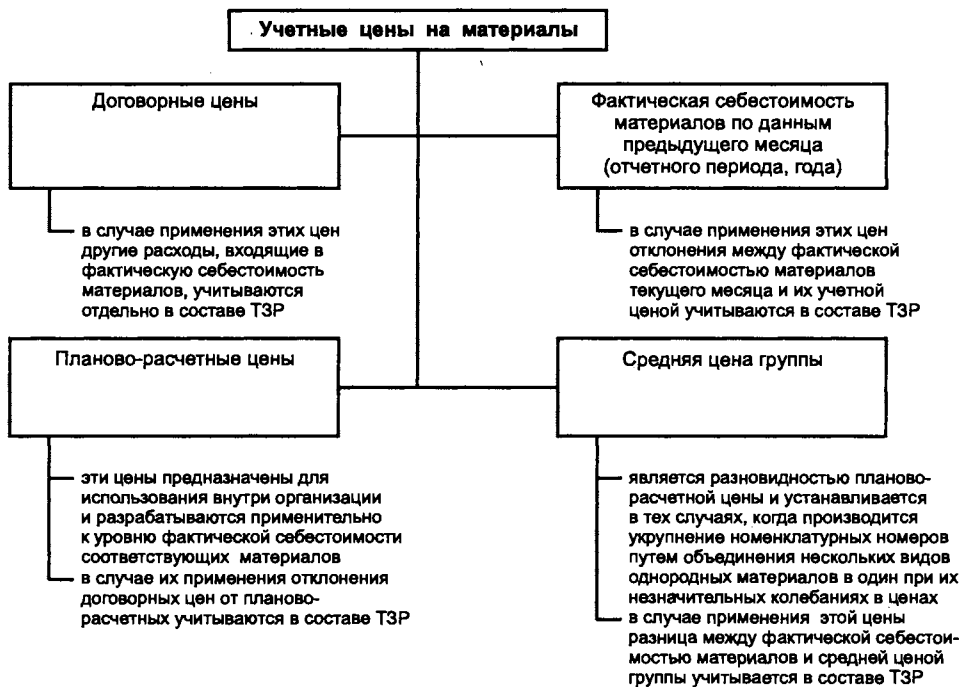 Учетные цены на материалы
Договорные цены
в случае применения этих цен
другие расходы, входящие в
фактическую себестоимость
материалов, учитываются
отдельно в составе ТЗР
Фактическая себестоимость
материалов по данным
предыдущего месяца
(отчетного периода, года)
в случае применения этих цен
отклонения между фактической
себестоимостью материалов
текущего месяца и их учетной
ценой учитываются в составе ТЗР
Планово-расчетные цены
эти цены предназначены для
использования внутри организации
и разрабатываются применительно
к уровню фактической себестоимости
соответствующих материалов
в случае их применения отклонения
договорных цен от планово-
расчетных учитываются в составе ТЗР
Средняя цена группы
является разновидностью планово-
расчетной цены и устанавливается
в тех случаях, когда производится
укрупнение номенклатурных номеров
путем объединения нескольких видов
однородных материалов в один при их
незначительных колебаниях в ценах
в случае применения этой цены
разница между фактической себестои-
мостью материалов и средней ценой
группы учитывается в составе ТЗР